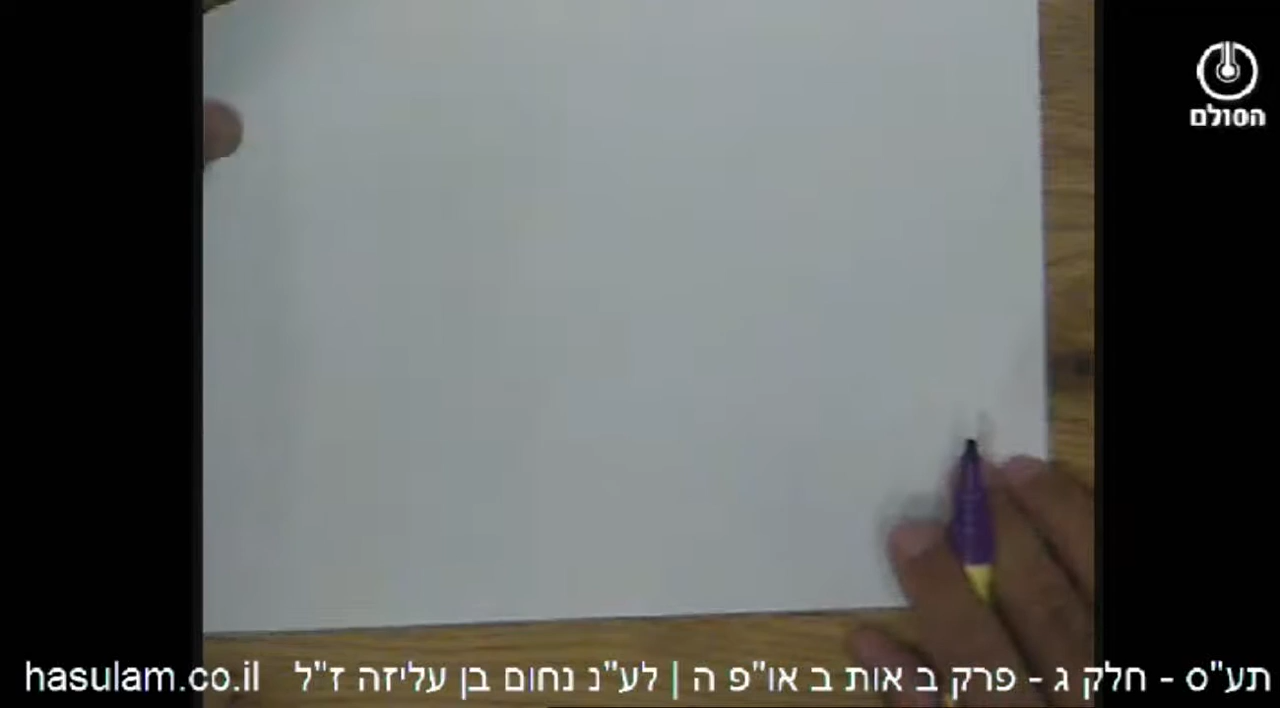 הסולם
תע"ס - חלק ג - פרק ב אות ב או"פ ה | לע"נ נחום בן עליזה ז"ל hasulam.co.il